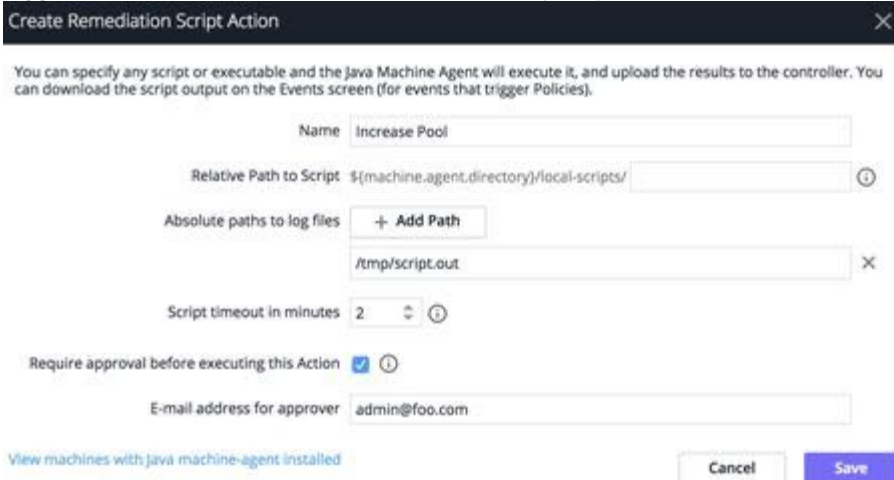 Create Remediation Script Action
You can specify any script or executable and the Java Machine Agent will execute it, and upload the results to the controller. You
can download the script output on the Events screen (for events that trigger Policies).
Name Increase Pool
Relative Path to Script ${machine.agent.directory}/local-scripts/
Absolute paths to log files + Add Path
/tmp/script.out
Script timeout in minutes 2
Require approval before executing this Action
E-mail address for approver admin@foo.com
View machines with Java machine-agent installed
Cancel Save